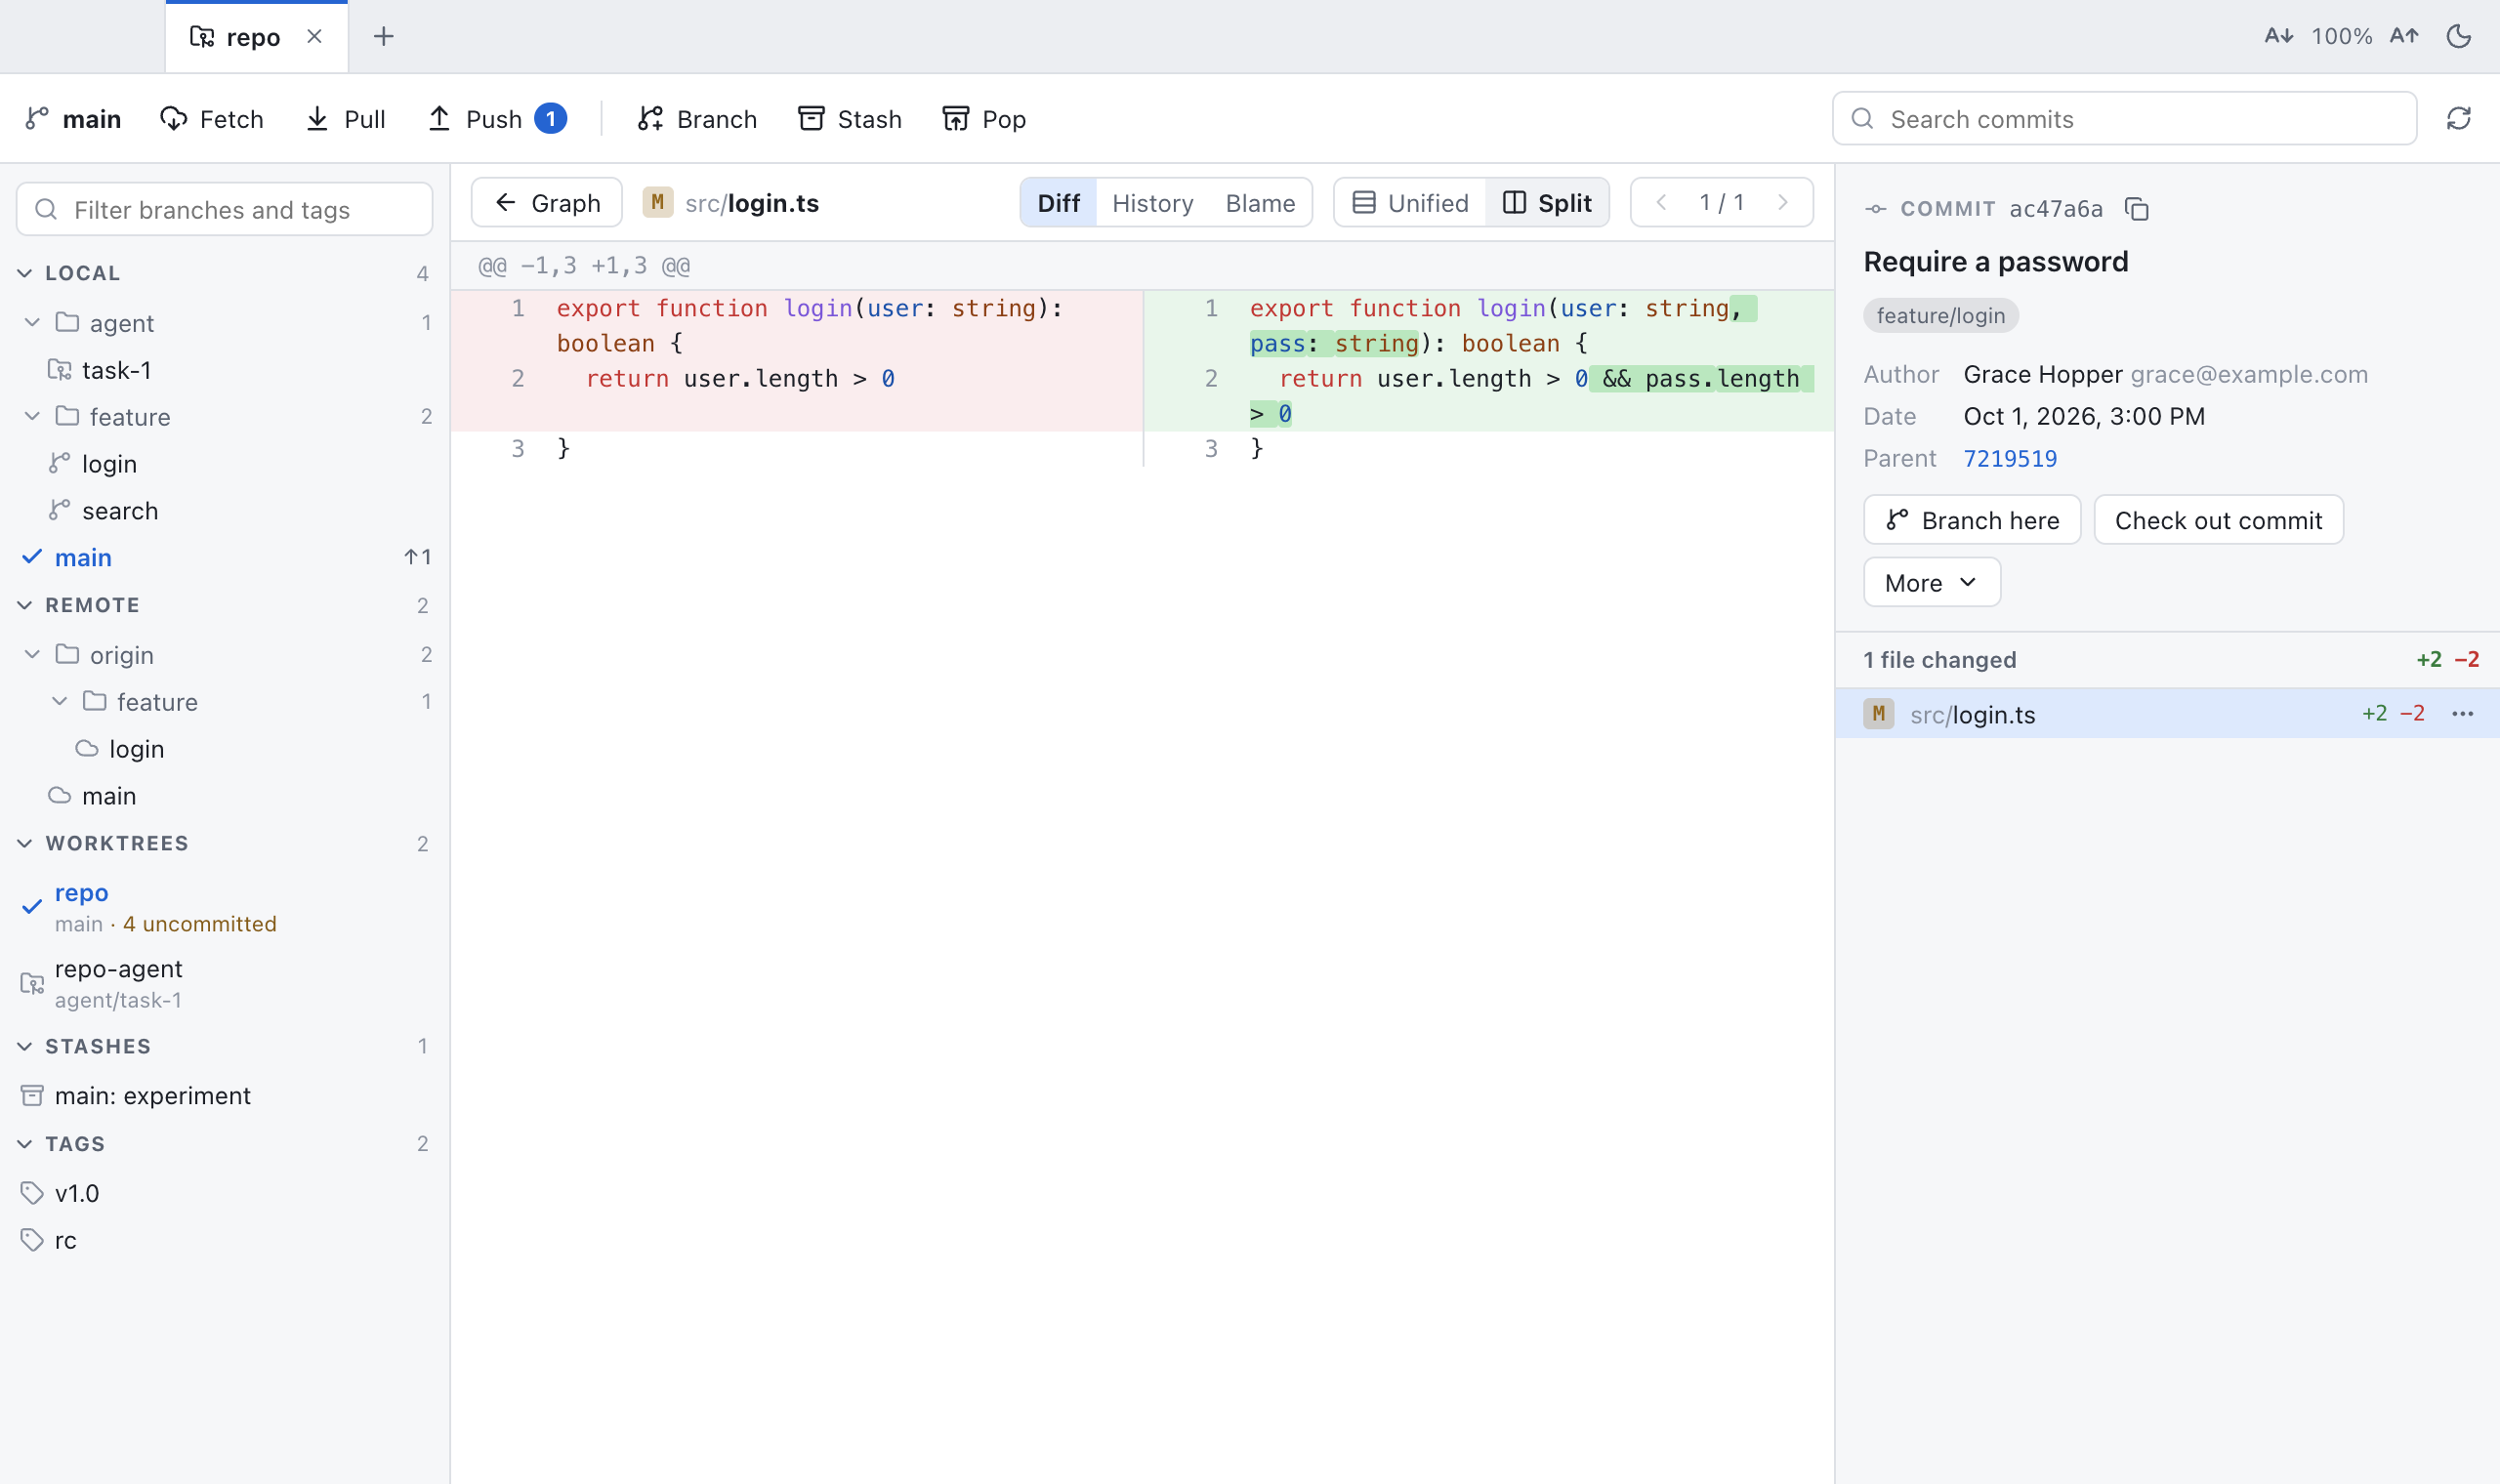 repo
A 100% A
main Fetch Pull Push 1 Branch Stash Pop Search commits
Filter branches and tags
LOCAL 4
agent 1
task-1
feature 2
login
search
main ↑1
REMOTE 2
origin 2
feature 1
login
main
WORKTREES 2
repo
main · 4 uncommitted
repo-agent
agent/task-1
STASHES 1
main: experiment
TAGS 2
v1.0
rc
← Graph M src/login.ts Diff History Blame Unified Split 1 / 1
@@ −1,3 +1,3 @@
1 export function login(user: string):
boolean {
2 return user.length > 0
3 }
1 export function login(user: string,
pass: string): boolean {
2 return user.length > 0 && pass.length
> 0
3 }
COMMIT ac47a6a
Require a password
feature/login
Author Grace Hopper grace@example.com
Date Oct 1, 2026, 3:00 PM
Parent 7219519
Branch here Check out commit
More
1 file changed +2 −2
M src/login.ts +2 −2 ···